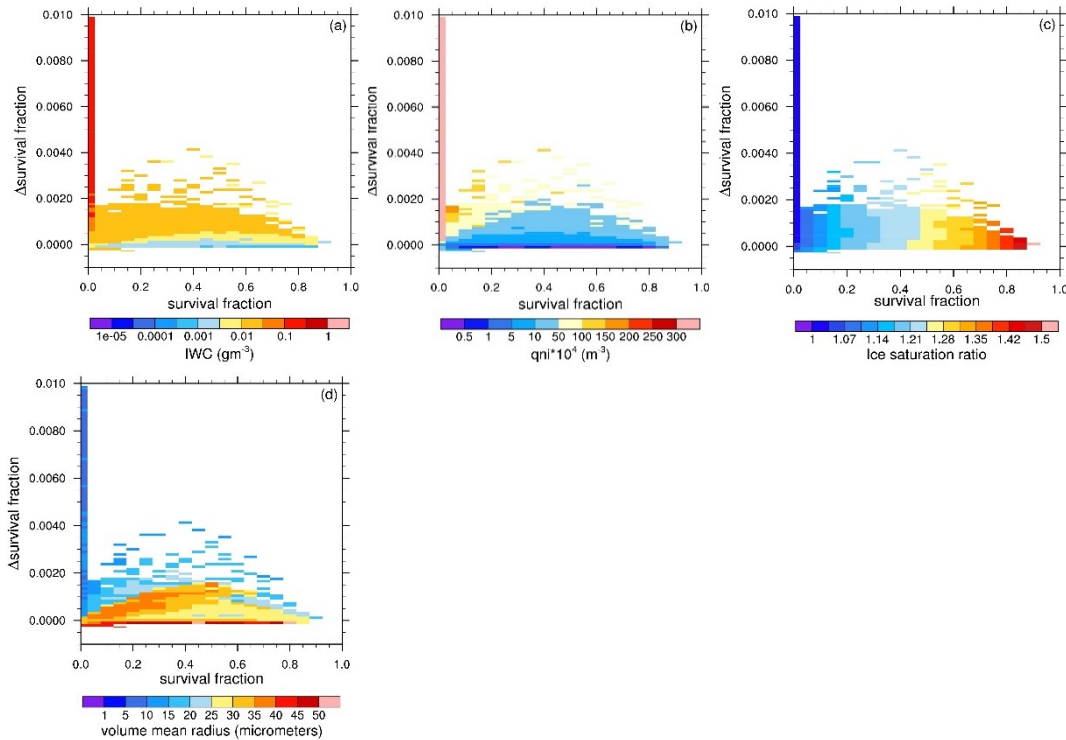 (a)
0.010
0.0080
0.0060
0.0040
0.0020
0.0000
Δsurvival fraction
0.0 0.2 0.4 0.6 0.8 1.0
survival fraction
1e-05 0.0001 0.001 0.01 0.1 1
IWC (gm⁻³)
(b)
0.010
0.0080
0.0060
0.0040
0.0020
0.0000
Δsurvival fraction
0.0 0.2 0.4 0.6 0.8 1.0
survival fraction
0.5 1 5 10 50 100 150 200 250 300
qni*10⁴ (m⁻³)
(c)
0.010
0.0080
0.0060
0.0040
0.0020
0.0000
Δsurvival fraction
0.0 0.2 0.4 0.6 0.8 1.0
survival fraction
1 1.07 1.14 1.21 1.28 1.35 1.42 1.5
Ice saturation ratio
(d)
0.010
0.0080
0.0060
0.0040
0.0020
0.0000
Δsurvival fraction
0.0 0.2 0.4 0.6 0.8 1.0
survival fraction
1 5 10 15 20 25 30 35 40 45 50
volume mean radius (micrometers)